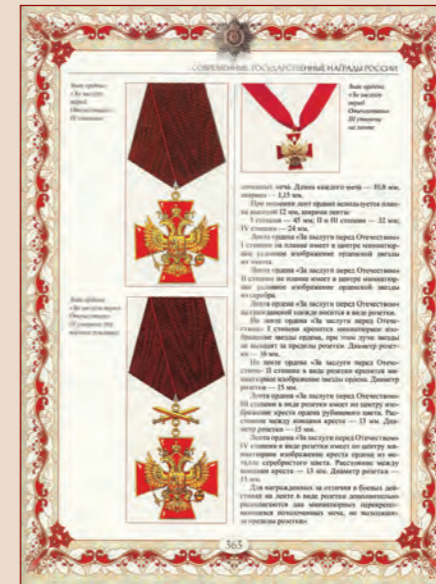 СОВРЕМЕННЫЕ ГОСУДАРСТВЕННЫЕ НАГРАДЫ РОССИИ
Знак ордена
«За заслуги
перед
Отечеством»
Знак ордена
«За заслуги
перед
Отечеством»
III степени
на ленте
Знак ордена
«За заслуги
перед
Отечеством»
меча. Длина каждого меча — 10,8 мм,
ширина — 1,15 мм.
При ношении лент ордена используется план-
ка высотой 12 мм, ширина ленты:
I степени — 45 мм; II и III степени — 32 мм;
IV степени — 24 мм.
Лента ордена «За заслуги перед Отечеством»
I степени на планке имеет в центре миниатюр-
ное условное изображение орденской звезды
из золота.
Лента ордена «За заслуги перед Отечеством»
II степени на планке имеет в центре миниатюр-
ное условное изображение орденской звезды
из серебра.
Лента ордена «За заслуги перед Отечеством»
на гражданской одежде носится в виде розетки.
На ленте ордена «За заслуги перед Отече-
ством» I степени крепится миниатюрное изо-
бражение звезды ордена, при этом лучи звезды
не выходят за пределы розетки. Диаметр розет-
ки — 16 мм.
На ленте ордена «За заслуги перед Отече-
ством» II степени в виде розетки крепится ми-
ниатюрное изображение звезды ордена. Диаметр
розетки — 15 мм.
Лента ордена «За заслуги перед Отечеством»
III степени в виде розетки имеет по центру изо-
бражение креста ордена рубинового цвета. Рас-
стояние между концами креста — 13 мм. Диа-
метр розетки — 15 мм.
Лента ордена «За заслуги перед Отечеством»
IV степени в виде розетки имеет по центру ми-
ниатюрное изображение креста ордена из ме-
талла серебристого цвета. Расстояние между
концами креста — 13 мм. Диаметр розетки —
15 мм.
Для награжденных за отличия в боевых дей-
ствиях на ленте в виде розетки дополнительно
располагаются два миниатюрных перекрещи-
вающихся позолоченных меча, не выходящих
за пределы розетки.
363